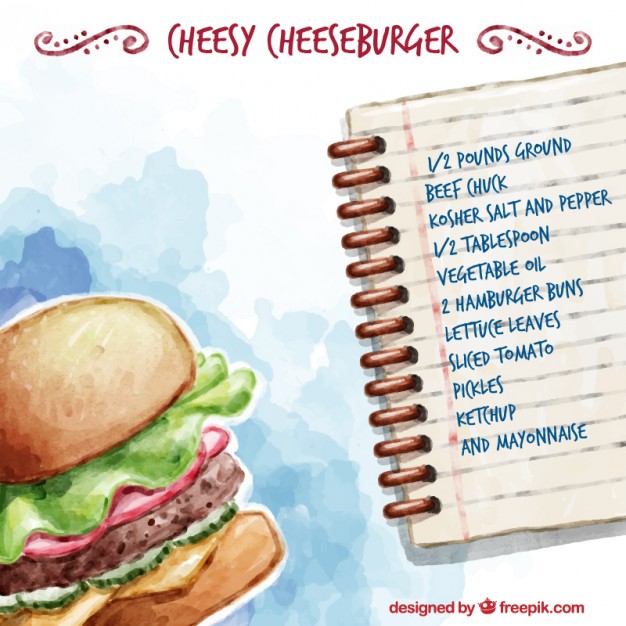 CHEESY CHEESEBURGER
1/2 POUNDS GROUND
BEEF CHUCK
KOSHER SALT AND PEPPER
1/2 TABLESPOON
VEGETABLE OIL
2 HAMBURGER BUNS
LETTUCE LEAVES
SLICED TOMATO
PICKLES
KETCHUP
AND MAYONNAISE
designed by freepik.com